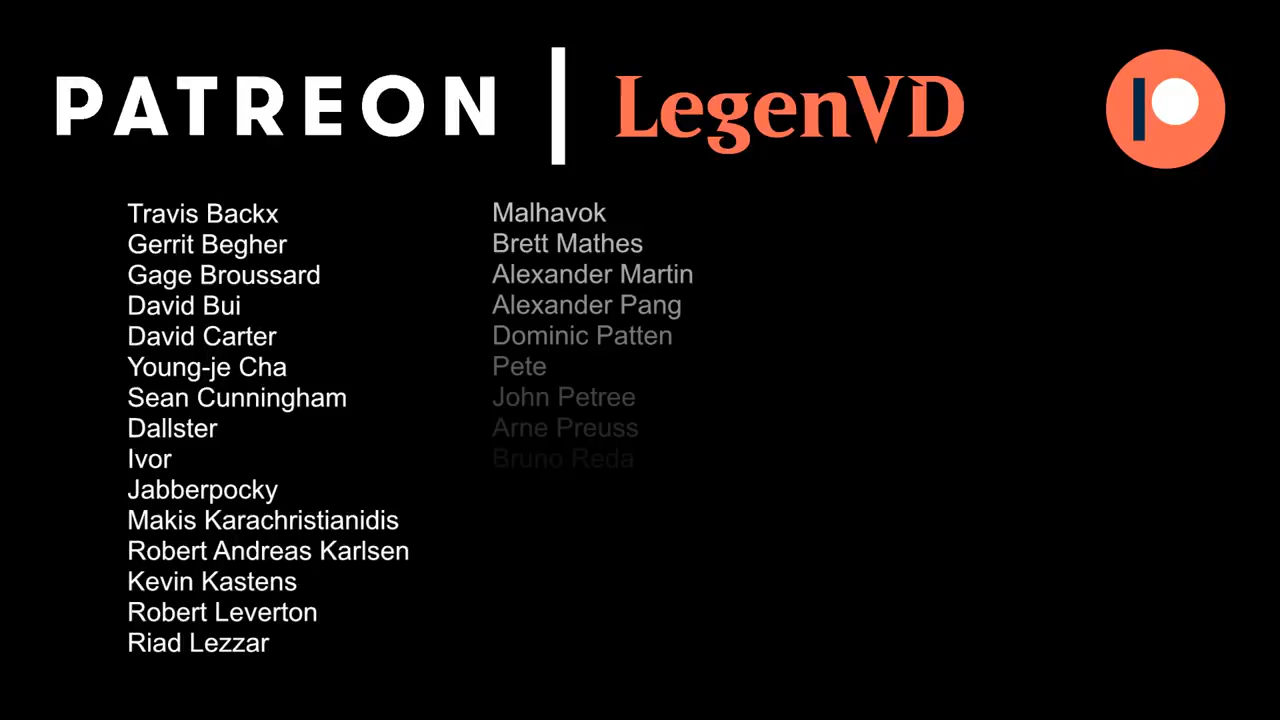 PATREON | LegenVD
Travis Backx
Gerrit Begher
Gage Broussard
David Bui
David Carter
Young-je Cha
Sean Cunningham
Dallster
Ivor
Jabberpocky
Makis Karachristianidis
Robert Andreas Karlsen
Kevin Kastens
Robert Leverton
Riad Lezzar
Malhavok
Brett Mathes
Alexander Martin
Alexander Pang
Dominic Patten
Pete
John Petree
Arne Preuss
Bruno Reda